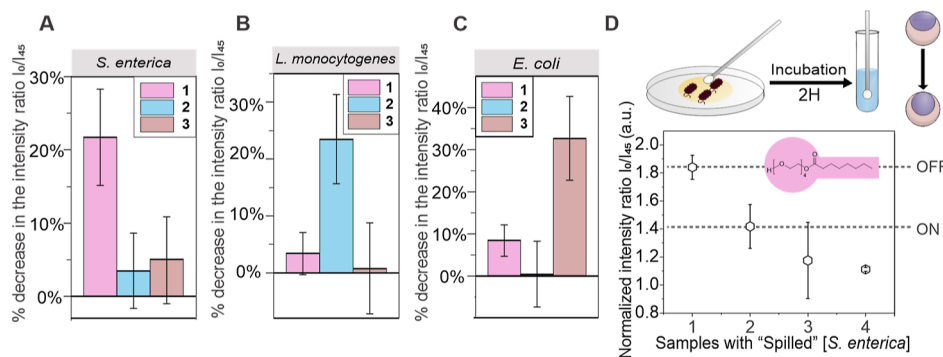 A
% decrease in the intensity ratio I₀/I₄₅
S. enterica
30%
20%
10%
0%
1
2
3
B
% decrease in the intensity ratio I₀/I₄₅
L. monocytogenes
30%
20%
10%
0%
1
2
3
C
% decrease in the intensity ratio I₀/I₄₅
E. coli
40%
30%
20%
10%
0%
1
2
3
D
Incubation
2H
Normalized intensity ratio I₀/I₄₅ (a.u.)
2.0
1.8
1.6
1.4
1.2
1.0
0.8
H
O
4
O
O
OFF
ON
1
2
3
4
Samples with “Spilled” [S. enterica]